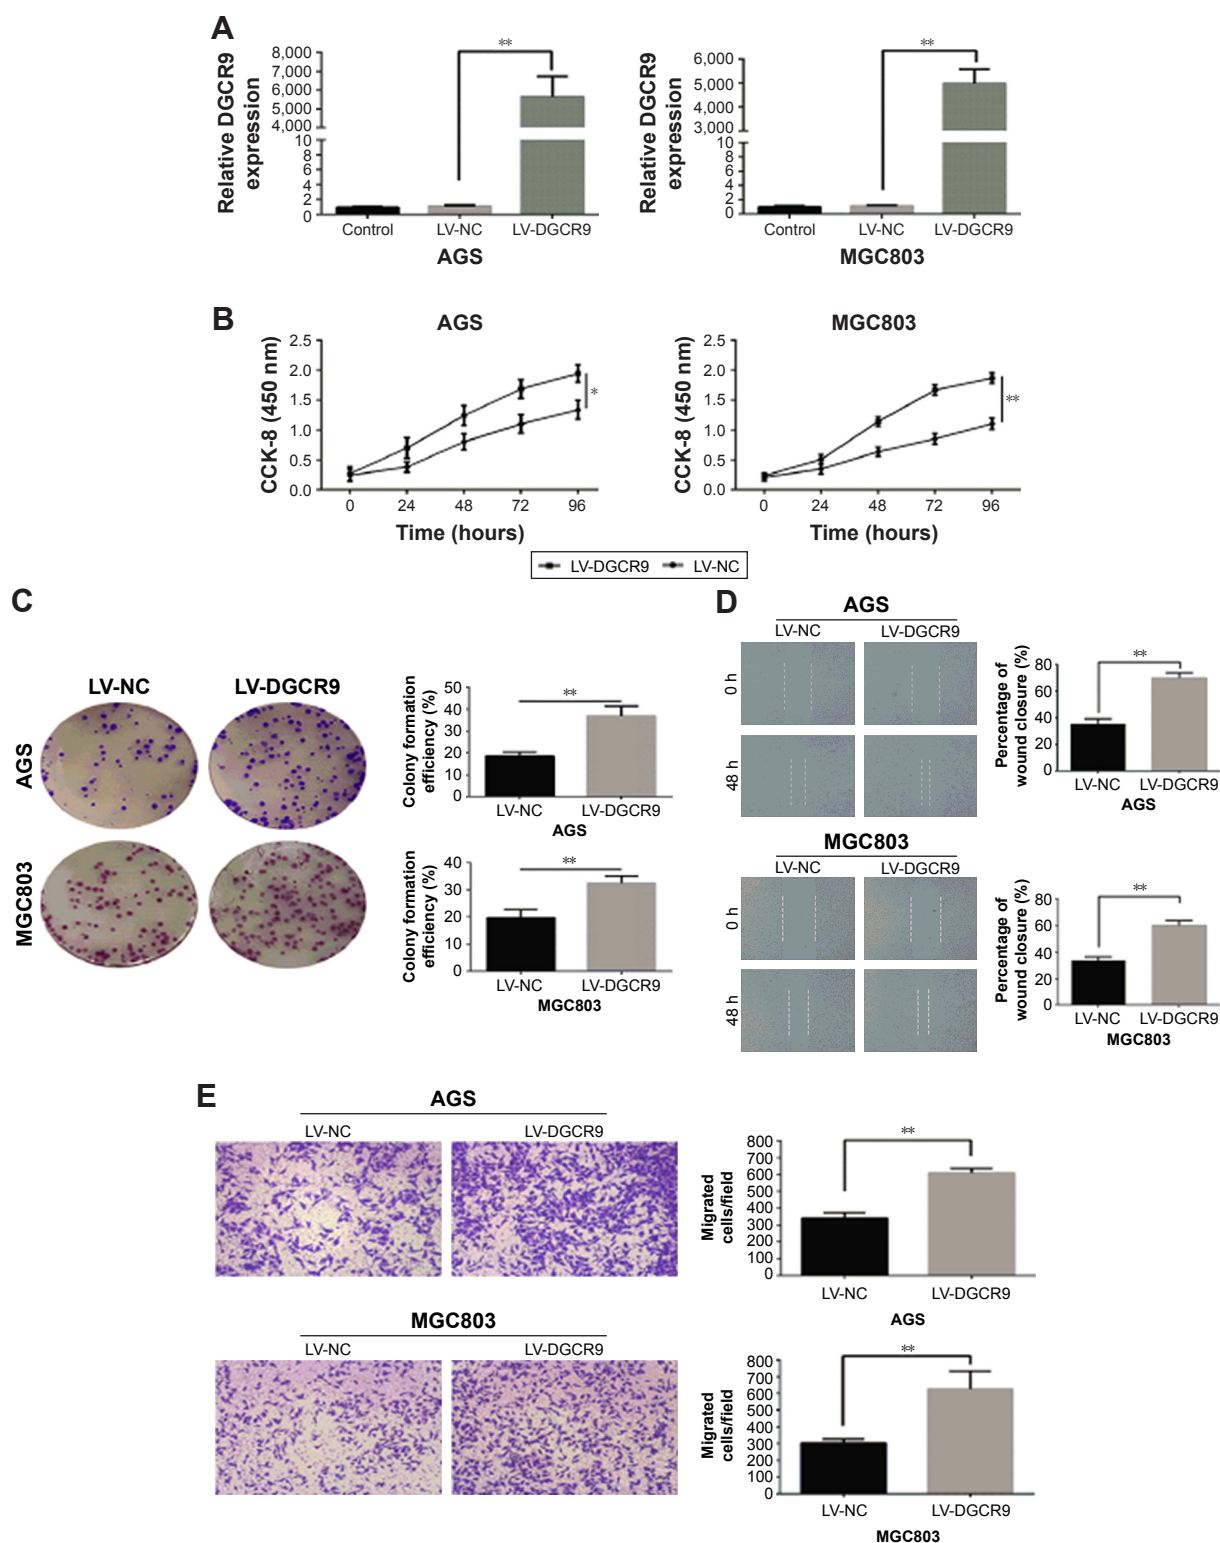 A
Relative DGCR9
expression
8,000
7,000
6,000
5,000
4,000
10
8
6
4
2
0
**
Control LV-NC LV-DGCR9
AGS
Relative DGCR9
expression
6,000
5,000
4,000
3,000
10
8
6
4
2
0
**
Control LV-NC LV-DGCR9
MGC803
B
AGS
CCK-8 (450 nm)
2.5
2.0
1.5
1.0
0.5
0.0
*
0 24 48 72 96
Time (hours)
MGC803
CCK-8 (450 nm)
2.5
2.0
1.5
1.0
0.5
0.0
**
0 24 48 72 96
Time (hours)
LV-DGCR9 LV-NC
C
LV-NC LV-DGCR9
AGS
MGC803
Colony formation
efficiency (%)
50
40
30
20
10
0
**
LV-NC LV-DGCR9
AGS
Colony formation
efficiency (%)
40
30
20
10
0
**
LV-NC LV-DGCR9
MGC803
D
AGS
LV-NC LV-DGCR9
0 h
48 h
Percentage of
wound closure (%)
80
60
40
20
0
**
LV-NC LV-DGCR9
AGS
MGC803
LV-NC LV-DGCR9
0 h
48 h
Percentage of
wound closure (%)
80
60
40
20
0
**
LV-NC LV-DGCR9
MGC803
E
AGS
LV-NC LV-DGCR9
Migrated
cells/field
800
700
600
500
400
300
200
100
0
**
LV-NC LV-DGCR9
AGS
MGC803
LV-NC LV-DGCR9
Migrated
cells/field
800
700
600
500
400
300
200
100
0
**
LV-NC LV-DGCR9
MGC803